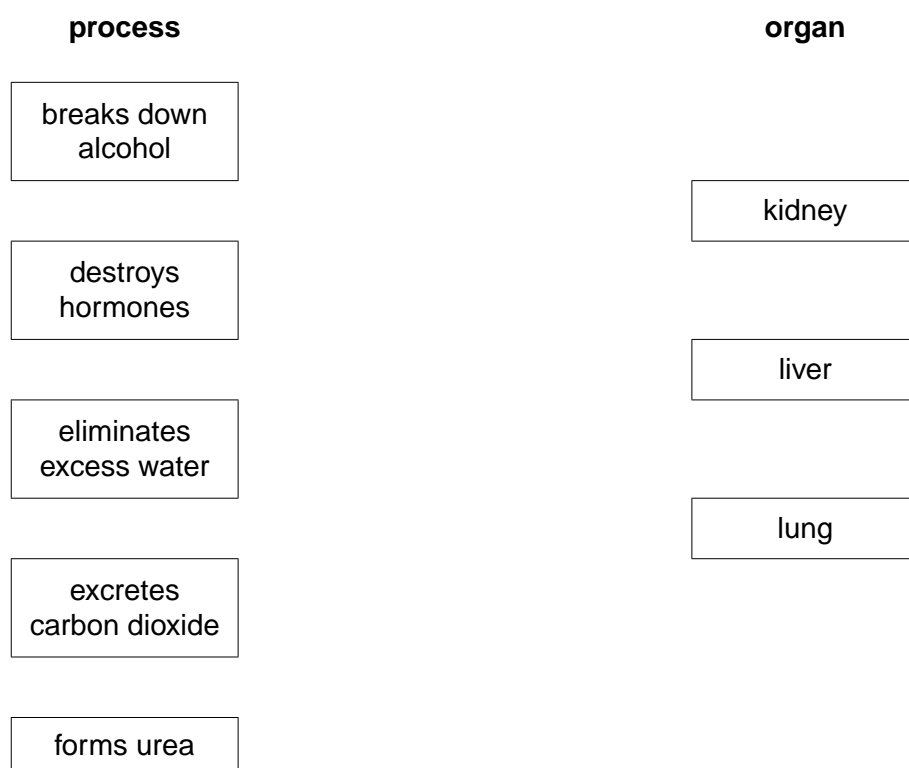 process
organ
breaks down
alcohol
kidney
destroys
hormones
liver
eliminates
excess water
lung
excretes
carbon dioxide
forms urea